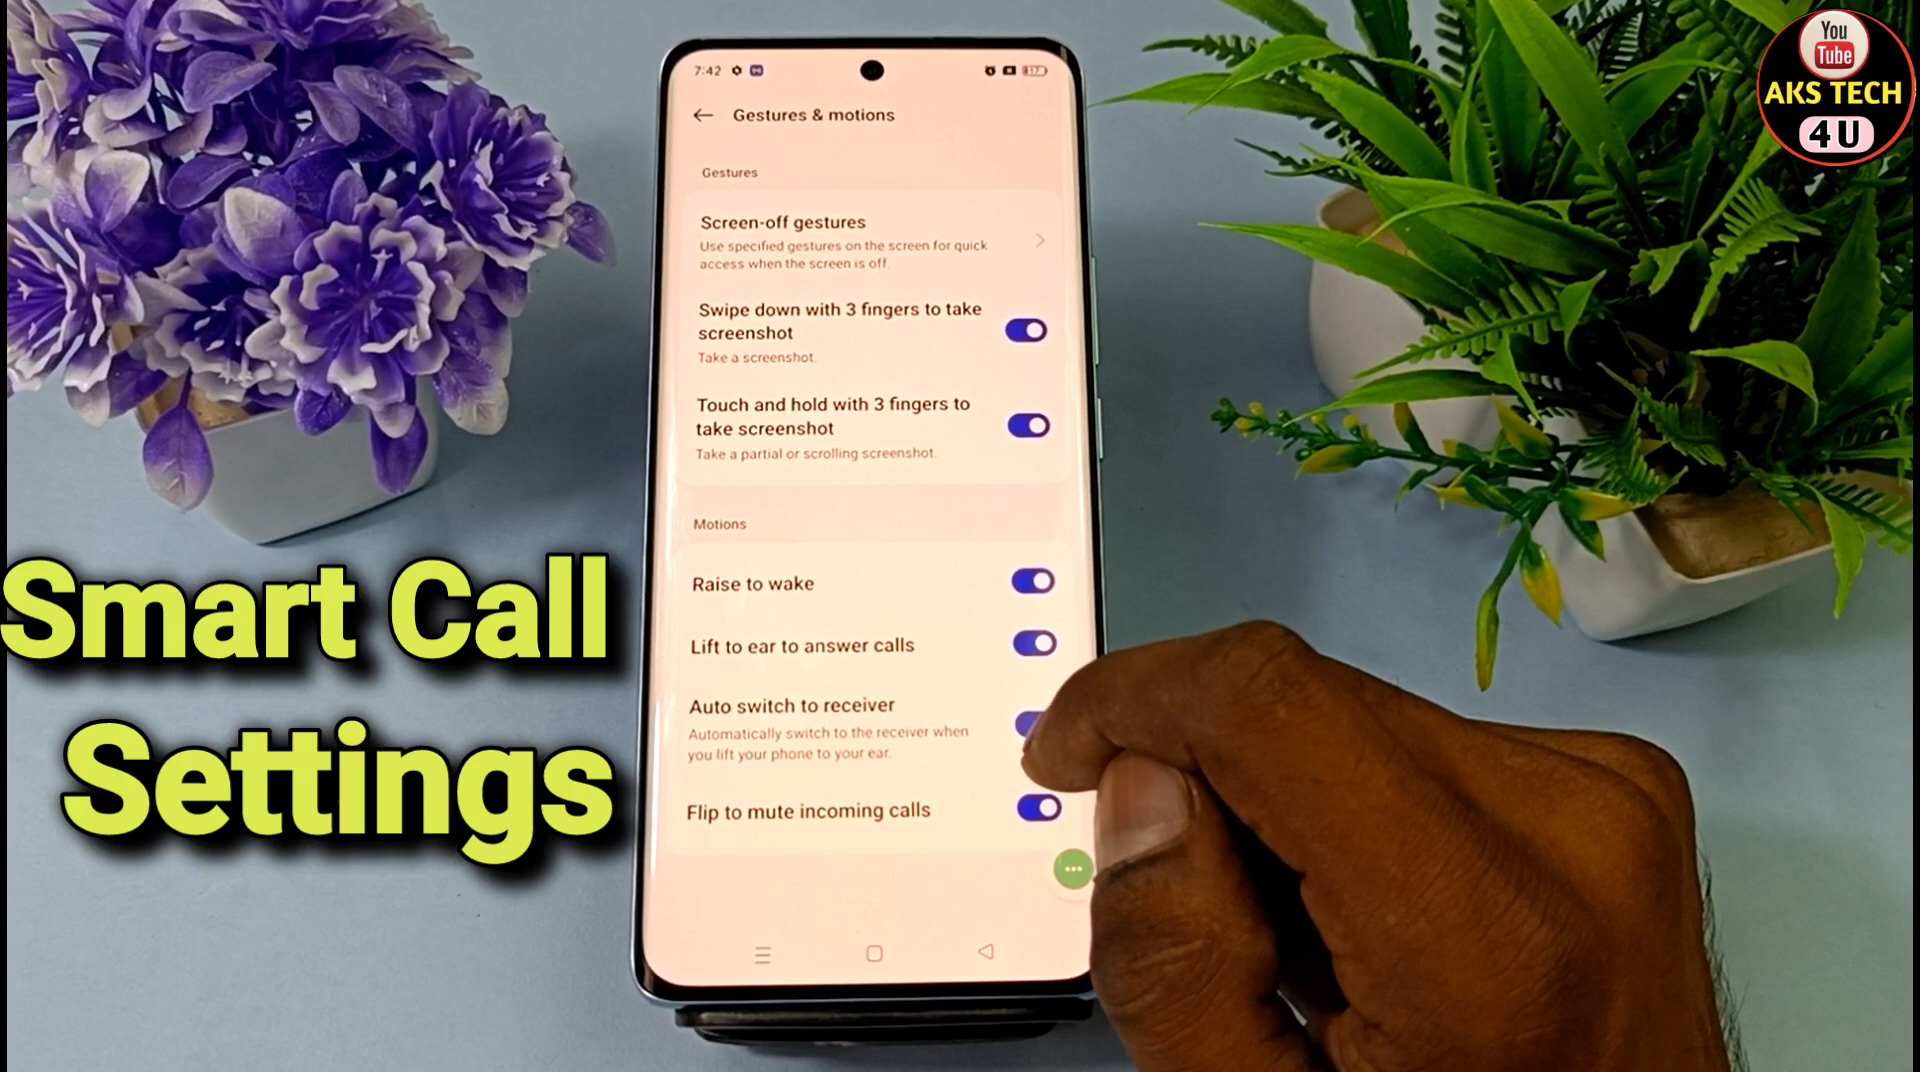 7:42
17
Gestures & motions
Gestures
Screen-off gestures
Use specified gestures on the screen for quick
access when the screen is off.
Swipe down with 3 fingers to take
screenshot
Take a screenshot.
Touch and hold with 3 fingers to
take screenshot
Take a partial or scrolling screenshot.
Motions
Raise to wake
Lift to ear to answer calls
Auto switch to receiver
Automatically switch to the receiver when
you lift your phone to your ear.
Flip to mute incoming calls
Smart Call
Settings
You
Tube
AKS TECH
4 U